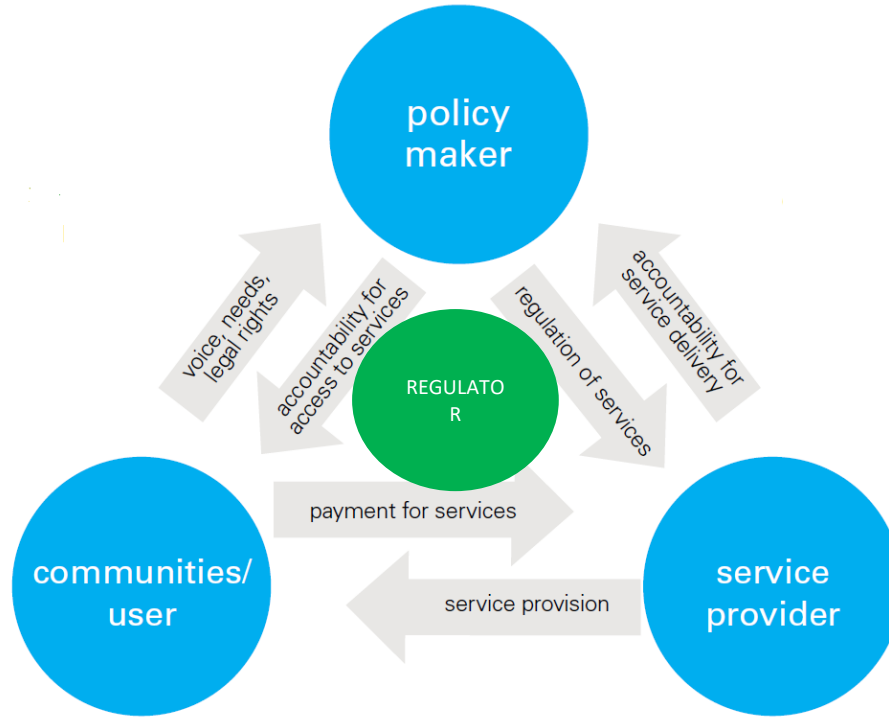 policy
maker
voice, needs,
legal rights
accountability for
access to services
regulation of services
accountability for
service delivery
REGULATO
R
payment for services
communities/
user
service provision
service
provider